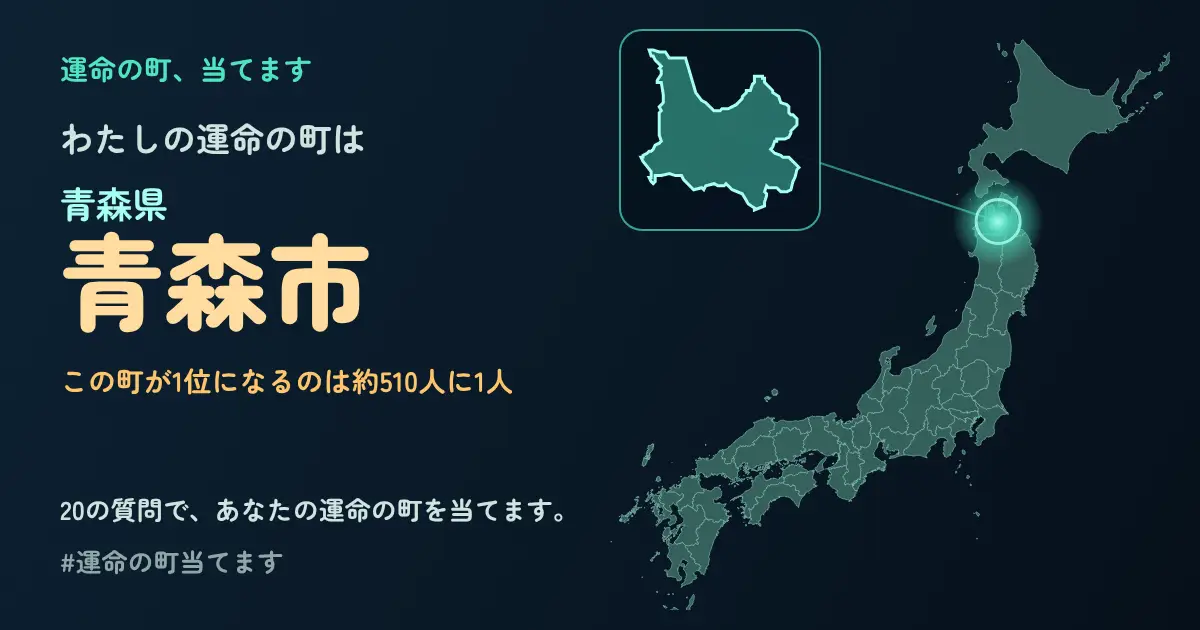 運命の町、当てます
わたしの運命の町は
青森県
青森市
この町が1位になるのは約510人に1人
20の質問で、あなたの運命の町を当てます。
#運命の町当てます